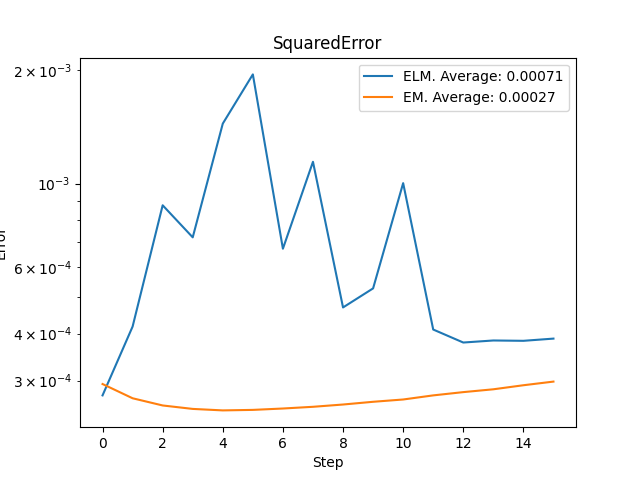 SquaredError
ELM. Average: 0.00071
EM. Average: 0.00027
2 × 10⁻³
10⁻³
6 × 10⁻⁴
4 × 10⁻⁴
3 × 10⁻⁴
Error
0 2 4 6 8 10 12 14
Step